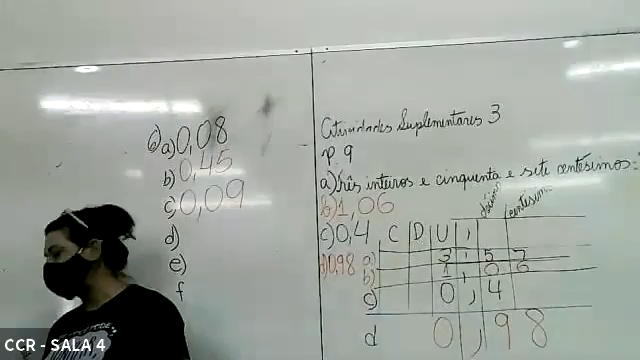 6) a) 0,08
b) 0,45
c) 0,09
d)
e)
f
Atividades Suplementares 3
p. 9
a) três inteiros e cinquenta e sete centésimos:
b) 1,06
c) 0,4
d) 0,98
C D U , décimos centésim.
a) 3 , 5 7
b) 1 , 0 6
c) 0 , 4
d 0 , 9 8
CCR - SALA 4